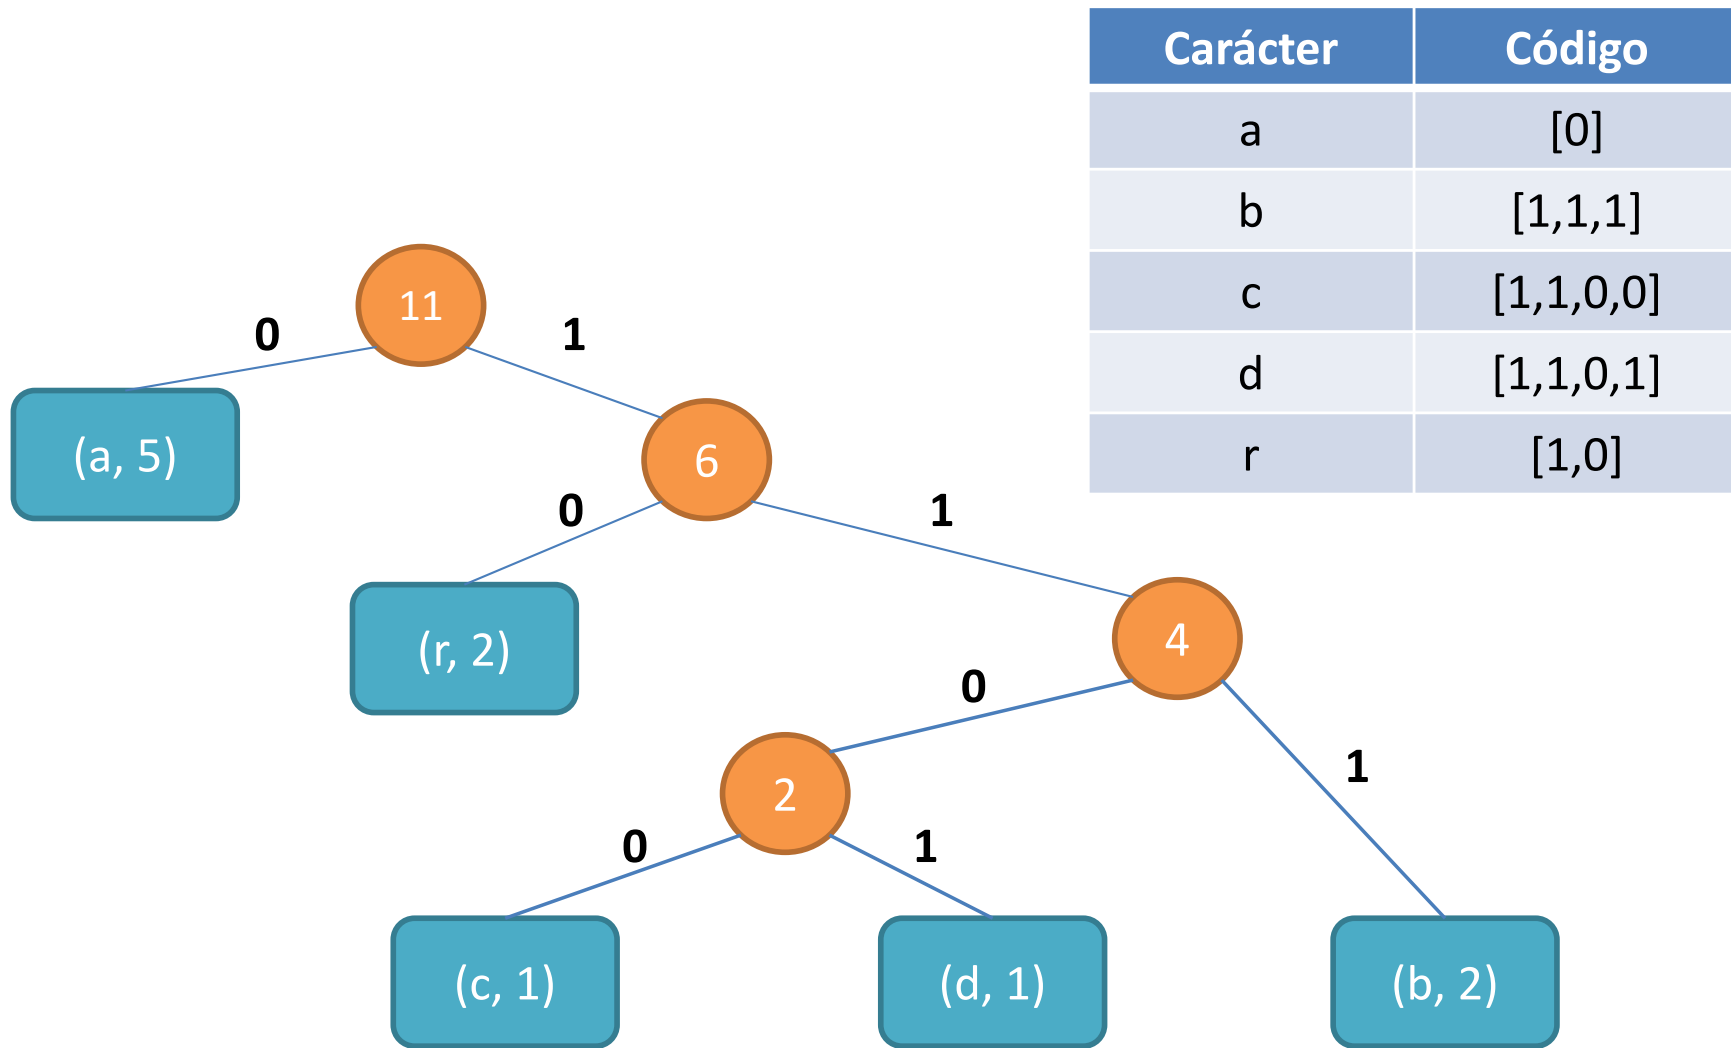 Carácter Código
a [0]
b [1,1,1]
c [1,1,0,0]
d [1,1,0,1]
r [1,0]
11
0 1
(a, 5)
6
0 1
(r, 2)
4
0 1
2
0 1
(c, 1) (d, 1) (b, 2)